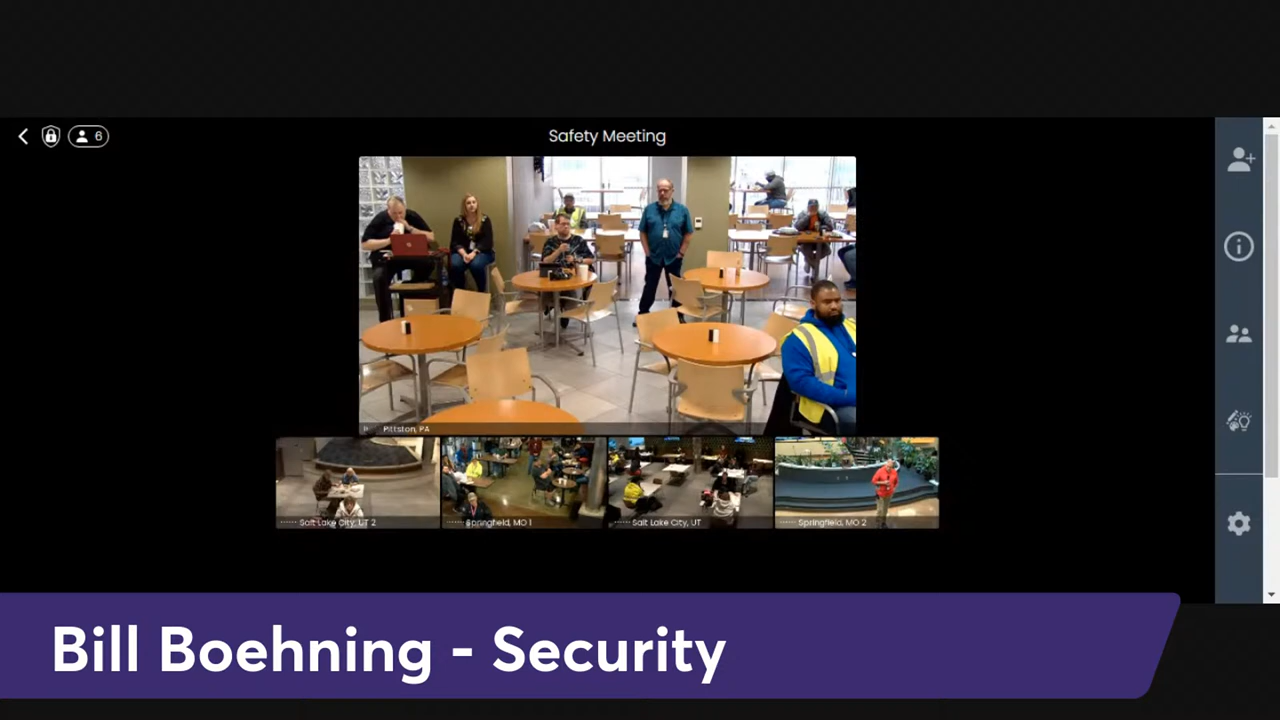 6
Safety Meeting
Pittston, PA
Salt Lake City, UT 2
Springfield, MO 1
Salt Lake City, UT
Springfield, MO 2
Bill Boehning - Security